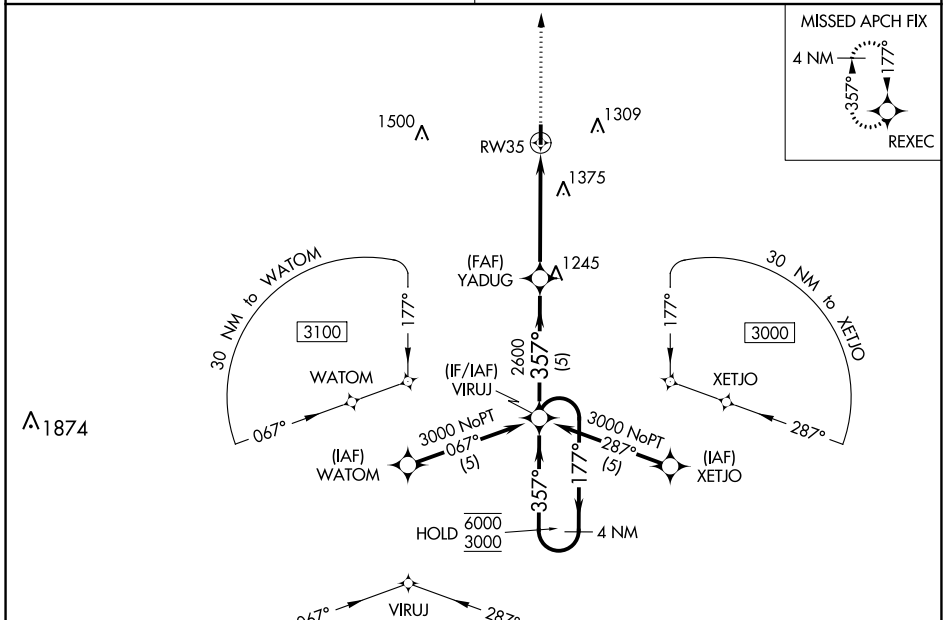 MISSED APCH FIX
4 NM
177°
357°
REXEC
1500
1309
RW35
1375
(FAF)
YADUG
1245
30 NM to WATOM
177°
3100
WATOM
067°
30 NM to XETJO
177°
3000
XETJO
287°
2600
357°
(5)
(IF/IAF)
VIRUJ
1874
3000 NoPT
067°
(5)
(IAF)
WATOM
3000 NoPT
287°
(5)
(IAF)
XETJO
357°
177°
HOLD
6000
3000
4 NM
067°
VIRUJ
287°